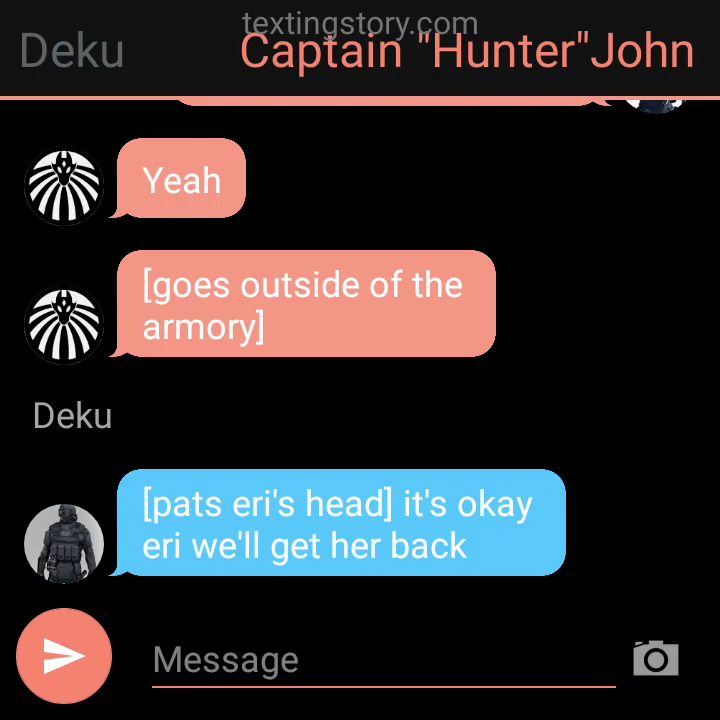 textingstory.com
Deku
Captain "Hunter"John
Yeah
[goes outside of the
armory]
Deku
[pats eri's head] it's okay
eri we'll get her back
Message